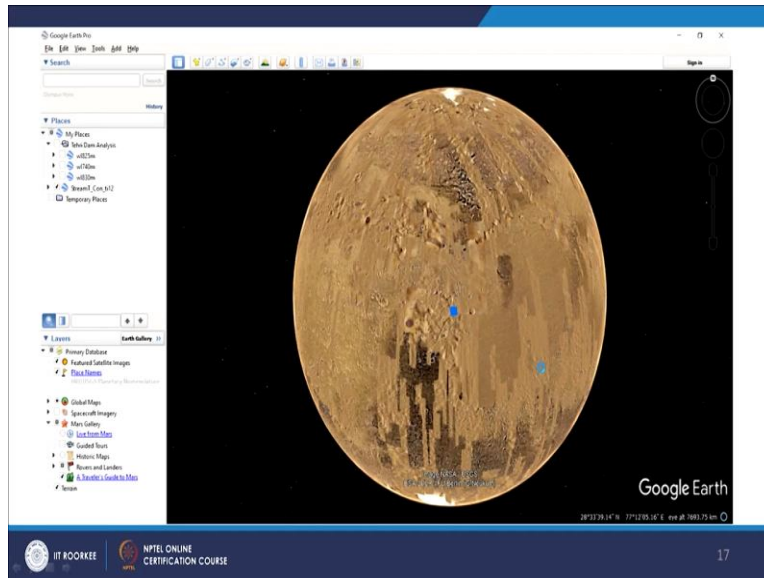 Google Earth Pro
File Edit View Tools Add Help
Search
Search
History
Places
My Places
Tehri Dam Analysis
wl825m
wl740m
wl830m
StreamT_Con_tr12
Temporary Places
Layers
Earth Gallery
Primary Database
Featured Satellite Images
Place Names
Global Maps
Spacecraft Imagery
Mars Gallery
Live from Mars
Guided Tours
Historic Maps
Rovers and Landers
A Traveler's Guide to Mars
Terrain
Sign in
N
Google Earth
28°33'39.14" N 77°12'05.16" E eye alt 7693.75 km
IIT ROORKEE
NPTEL ONLINE
CERTIFICATION COURSE
17